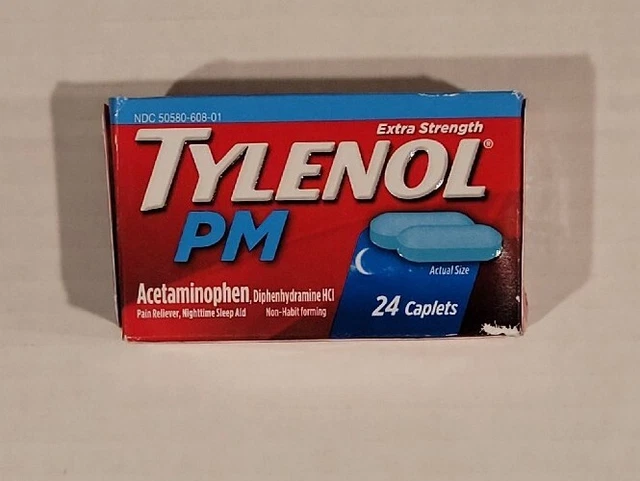 NDC 50580-608-01
Extra Strength
TYLENOL®
PM
Actual Size
Acetaminophen, Diphenhydramine HCl
Pain Reliever, Nighttime Sleep Aid Non-Habit forming
24 Caplets